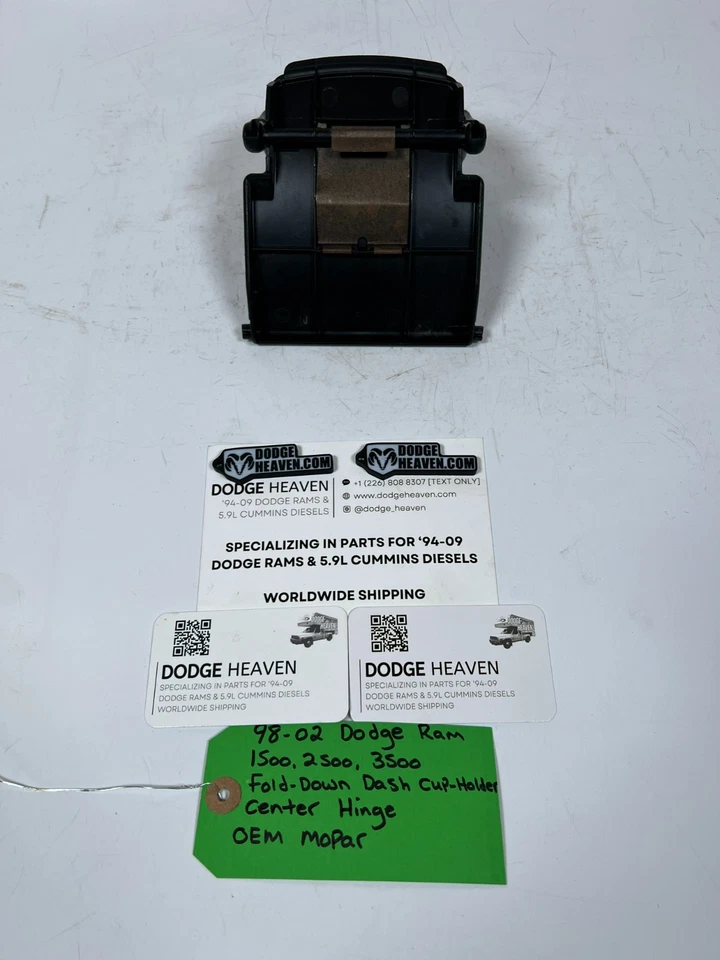 DODGE
HEAVEN.COM
DODGE
HEAVEN.COM
DODGE HEAVEN
'94-09 DODGE RAMS &
5.9L CUMMINS DIESELS
+1 (226) 808 8307 [TEXT ONLY]
www.dodgeheaven.com
@dodge_heaven
SPECIALIZING IN PARTS FOR '94-09
DODGE RAMS & 5.9L CUMMINS DIESELS
WORLDWIDE SHIPPING
DODGE
HEAVEN
DODGE HEAVEN
SPECIALIZING IN PARTS FOR '94-09
DODGE RAMS & 5.9L CUMMINS DIESELS
WORLDWIDE SHIPPING
DODGE
HEAVEN
DODGE HEAVEN
SPECIALIZING IN PARTS FOR '94-09
DODGE RAMS & 5.9L CUMMINS DIESELS
WORLDWIDE SHIPPING
98-02 Dodge Ram
1500, 2500, 3500
Fold-Down Dash Cup-Holder
Center Hinge
OEM Mopar